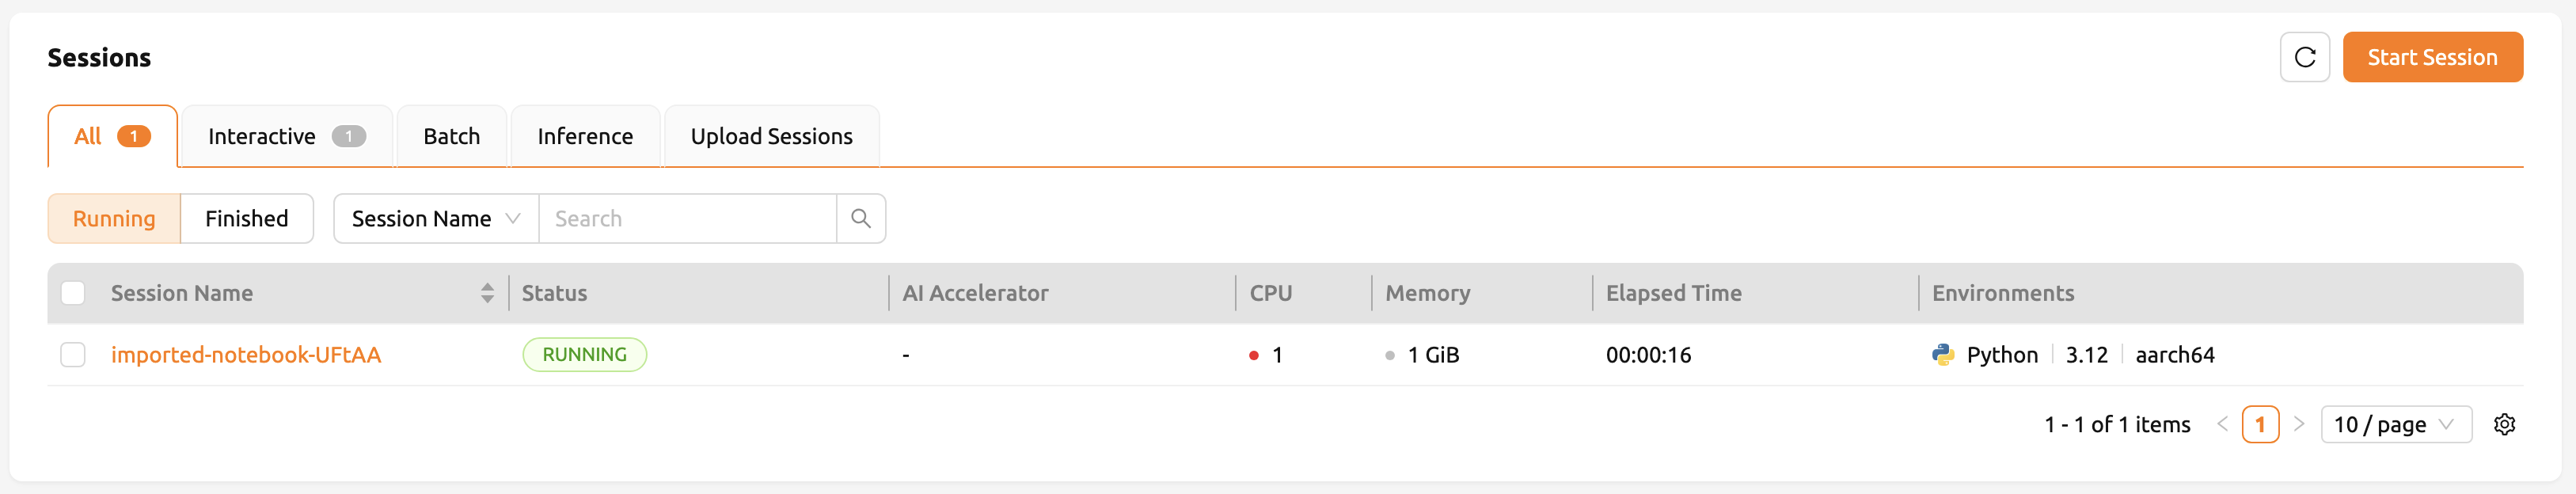 Sessions
Start Session
All 1 Interactive 1 Batch Inference Upload Sessions
Running Finished Session Name Search
Session Name Status AI Accelerator CPU Memory Elapsed Time Environments
imported-notebook-UFtAA RUNNING - 1 1 GiB 00:00:16 Python 3.12 aarch64
1 - 1 of 1 items 1 10 / page